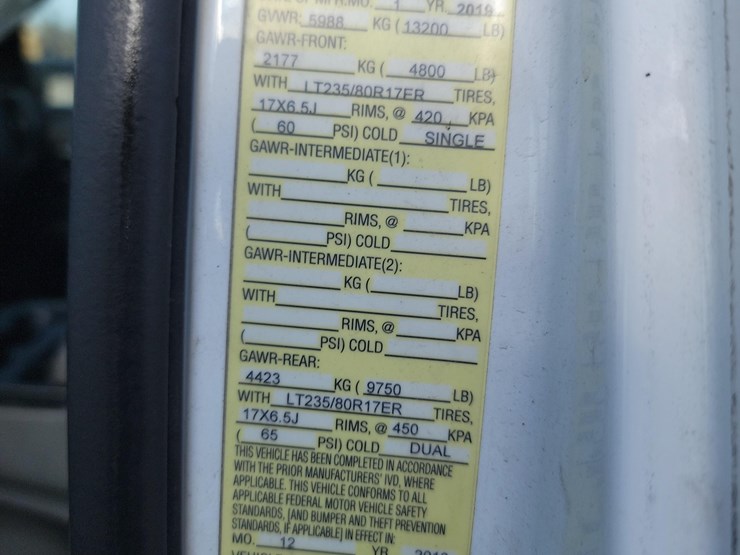 MO. 1 YR. 2019
GVWR: 5988 KG ( 13200 LB)
GAWR-FRONT:
2177 KG ( 4800 LB)
WITH LT235/80R17ER TIRES,
17X6.5J RIMS, @ 420 KPA
( 60 PSI) COLD SINGLE
GAWR-INTERMEDIATE(1):
KG ( LB)
WITH TIRES,
RIMS, @ KPA
( PSI) COLD
GAWR-INTERMEDIATE(2):
KG ( LB)
WITH TIRES,
RIMS, @ KPA
( PSI) COLD
GAWR-REAR:
4423 KG ( 9750 LB)
WITH LT235/80R17ER TIRES,
17X6.5J RIMS, @ 450 KPA
( 65 PSI) COLD DUAL
THIS VEHICLE HAS BEEN COMPLETED IN ACCORDANCE
WITH THE PRIOR MANUFACTURERS' IVD, WHERE
APPLICABLE. THIS VEHICLE CONFORMS TO ALL
APPLICABLE FEDERAL MOTOR VEHICLE SAFETY
STANDARDS, [AND BUMPER AND THEFT PREVENTION
STANDARDS, IF APPLICABLE] IN EFFECT IN:
MO. 12 YR